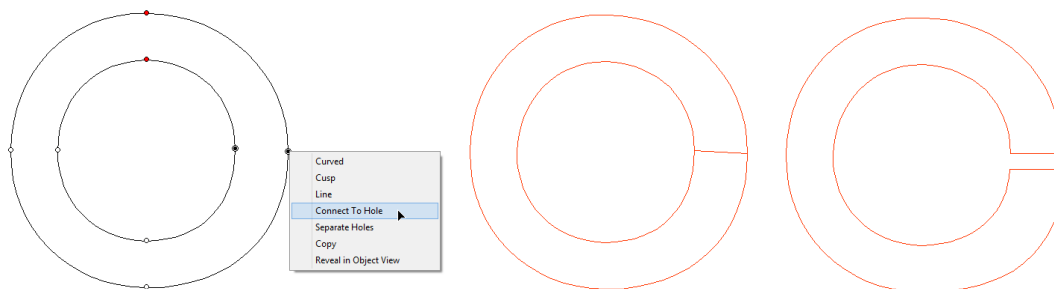 Curved
Cusp
Line
Connect To Hole
Separate Holes
Copy
Reveal in Object View